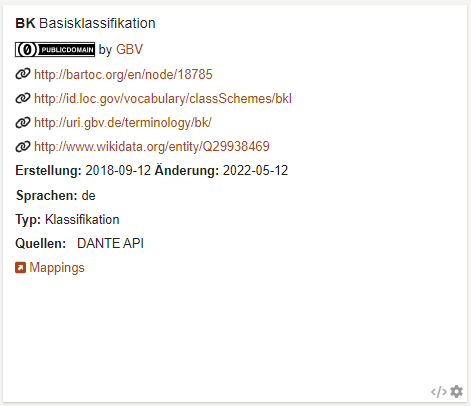 BK Basisklassifikation
PUBLIC DOMAIN by GBV
http://bartoc.org/en/node/18785
http://id.loc.gov/vocabulary/classSchemes/bkl
http://uri.gbv.de/terminology/bk/
http://www.wikidata.org/entity/Q29938469
Erstellung: 2018-09-12 Änderung: 2022-05-12
Sprachen: de
Typ: Klassifikation
Quellen: DANTE API
Mappings